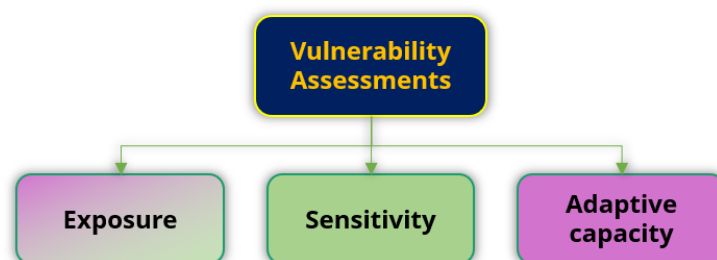 Vulnerability
Assessments
Exposure
Sensitivity
Adaptive
capacity